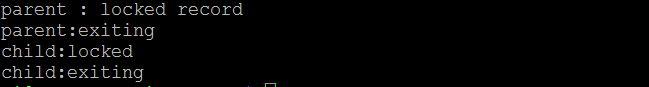 parent : locked record
parent:exiting
child:locked
child:exiting